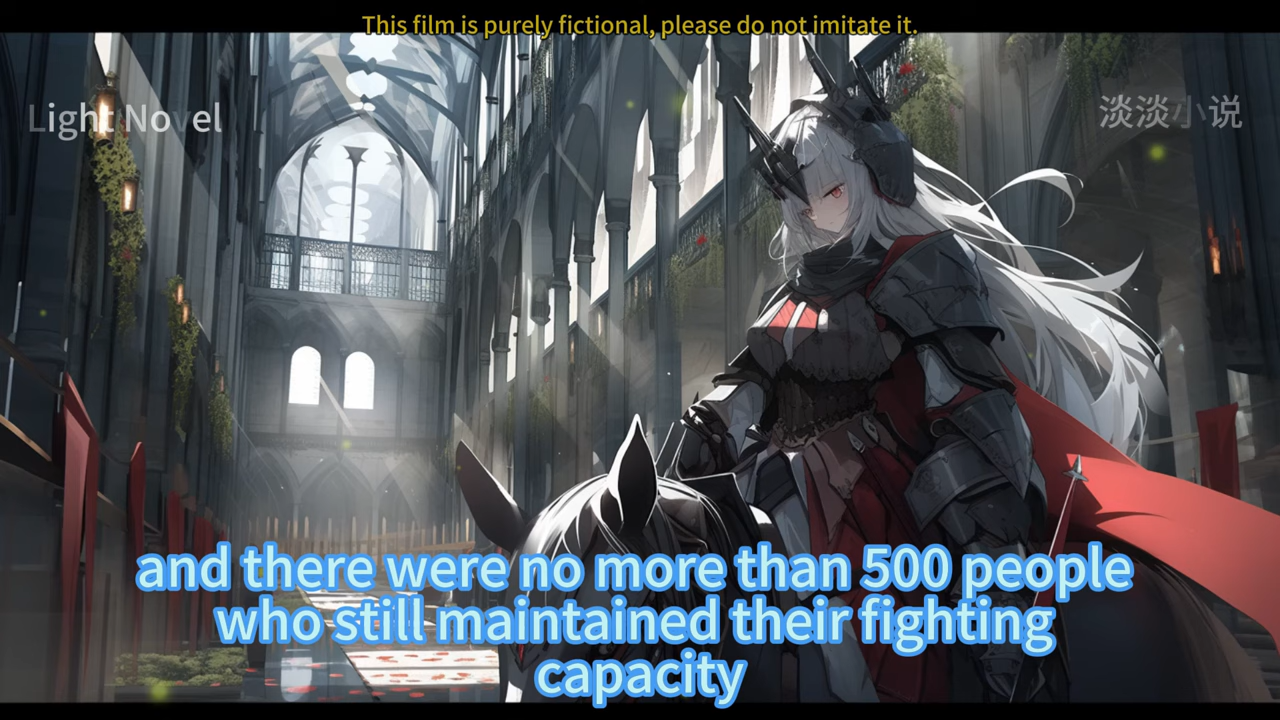 This film is purely fictional, please do not imitate it.
Light Novel
淡淡小说
and there were no more than 500 people
who still maintained their fighting
capacity